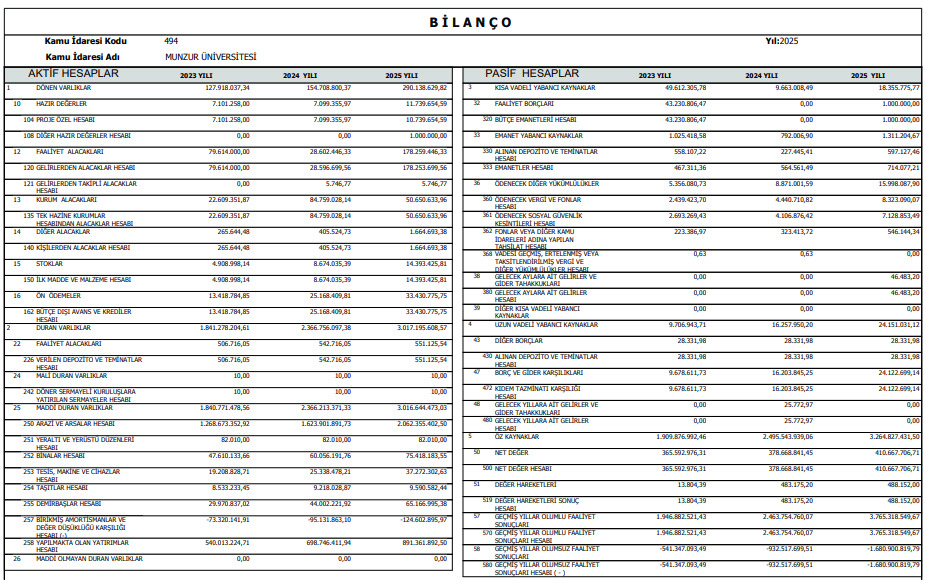 BİLANÇO
Kamu İdaresi Kodu 494 Yıl:2025
Kamu İdaresi Adı MUNZUR ÜNİVERSİTESİ
AKTİF HESAPLAR 2023 YILI 2024 YILI 2025 YILI
1 DÖNEN VARLIKLAR 127.918.037,34 154.708.800,37 290.138.629,82
10 HAZIR DEĞERLER 7.101.258,00 7.099.355,97 11.739.654,59
104 PROJE ÖZEL HESABI 7.101.258,00 7.099.355,97 10.739.654,59
108 DİĞER HAZIR DEĞERLER HESABI 0,00 0,00 1.000.000,00
12 FAALİYET ALACAKLARI 79.614.000,00 28.602.446,33 178.259.446,33
120 GELİRLERDEN ALACAKLAR HESABI 79.614.000,00 28.596.699,56 178.253.699,56
121 GELİRLERDEN TAKİPLİ ALACAKLAR 0,00 5.746,77 5.746,77
HESABI
13 KURUM ALACAKLARI 22.609.351,87 84.759.028,14 50.650.633,96
135 TEK HAZİNE KURUMLAR 22.609.351,87 84.759.028,14 50.650.633,96
HESABINDAN ALACAKLAR HESABI
14 DİĞER ALACAKLAR 265.644,48 405.524,73 1.664.693,38
140 KİŞİLERDEN ALACAKLAR HESABI 265.644,48 405.524,73 1.664.693,38
15 STOKLAR 4.908.998,14 8.674.035,39 14.393.425,81
150 İLK MADDE VE MALZEME HESABI 4.908.998,14 8.674.035,39 14.393.425,81
16 ÖN ÖDEMELER 13.418.784,85 25.168.409,81 33.430.775,75
162 BÜTÇE DIŞI AVANS VE KREDİLER 13.418.784,85 25.168.409,81 33.430.775,75
HESABI
2 DURAN VARLIKLAR 1.841.278.204,61 2.366.756.097,38 3.017.195.608,57
22 FAALİYET ALACAKLARI 506.716,05 542.716,05 551.125,54
226 VERİLEN DEPOZİTO VE TEMİNATLAR 506.716,05 542.716,05 551.125,54
HESABI
24 MALİ DURAN VARLIKLAR 10,00 10,00 10,00
242 DÖNER SERMAYELİ KURULUŞLARA 10,00 10,00 10,00
YATIRILAN SERMAYELER HESABI
25 MADDİ DURAN VARLIKLAR 1.840.771.478,56 2.366.213.371,33 3.016.644.473,03
250 ARAZİ VE ARSALAR HESABI 1.268.673.352,92 1.623.901.891,73 2.062.355.402,50
251 YERALTI VE YERÜSTÜ DÜZENLERİ 82.010,00 82.010,00 82.010,00
HESABI
252 BİNALAR HESABI 47.610.133,66 60.056.191,76 75.418.183,55
253 TESİS, MAKİNE VE CİHAZLAR 19.208.828,71 25.338.478,21 37.272.302,63
HESABI
254 TAŞITLAR HESABI 8.533.233,45 9.218.028,87 9.590.582,44
255 DEMİRBAŞLAR HESABI 29.970.837,02 44.002.221,92 65.166.995,38
257 BİRİKMİŞ AMORTİSMANLAR VE -73.320.141,91 -95.131.863,10 -124.602.895,97
DEĞER DÜŞÜKLÜĞÜ KARŞILIĞI
HESABI (-)
258 YAPILMAKTA OLAN YATIRIMLAR 540.013.224,71 698.746.411,94 891.361.892,50
HESABI
26 MADDİ OLMAYAN DURAN VARLIKLAR 0,00 0,00 0,00
PASİF HESAPLAR 2023 YILI 2024 YILI 2025 YILI
3 KISA VADELİ YABANCI KAYNAKLAR 49.612.305,78 9.663.008,49 18.355.775,77
32 FAALİYET BORÇLARI 43.230.806,47 0,00 1.000.000,00
320 BÜTÇE EMANETLERİ HESABI 43.230.806,47 0,00 1.000.000,00
33 EMANET YABANCI KAYNAKLAR 1.025.418,58 792.006,90 1.311.204,67
330 ALINAN DEPOZİTO VE TEMİNATLAR 558.107,22 227.445,41 597.127,46
HESABI
333 EMANETLER HESABI 467.311,36 564.561,49 714.077,21
36 ÖDENECEK DİĞER YÜKÜMLÜLÜKLER 5.356.080,73 8.871.001,59 15.998.087,90
360 ÖDENECEK VERGİ VE FONLAR 2.439.423,70 4.440.710,82 8.323.090,07
HESABI
361 ÖDENECEK SOSYAL GÜVENLİK 2.693.269,43 4.106.876,42 7.128.853,49
KESİNTİLERİ HESABI
362 FONLAR VEYA DİĞER KAMU 223.386,97 323.413,72 546.144,34
İDARELERİ ADINA YAPILAN
TAHSİLAT HESABI
368 VADESİ GEÇMİŞ, ERTELENMİŞ VEYA 0,63 0,63 0,00
TAKSİTLENDİRİLMİŞ VERGİ VE
DİĞER YÜKÜMLÜLÜKLER HESABI
38 GELECEK AYLARA AİT GELİRLER VE 0,00 0,00 46.483,20
GİDER TAHAKKUKLARI
380 GELECEK AYLARA AİT GELİRLER 0,00 0,00 46.483,20
HESABI
39 DİĞER KISA VADELİ YABANCI 0,00 0,00 0,00
KAYNAKLAR
4 UZUN VADELİ YABANCI KAYNAKLAR 9.706.943,71 16.257.950,20 24.151.031,12
43 DİĞER BORÇLAR 28.331,98 28.331,98 28.331,98
430 ALINAN DEPOZİTO VE TEMİNATLAR 28.331,98 28.331,98 28.331,98
HESABI
47 BORÇ VE GİDER KARŞILIKLARI 9.678.611,73 16.203.845,25 24.122.699,14
472 KIDEM TAZMİNATI KARŞILIĞI 9.678.611,73 16.203.845,25 24.122.699,14
HESABI
48 GELECEK YILLARA AİT GELİRLER VE 0,00 25.772,97 0,00
GİDER TAHAKKUKLARI
480 GELECEK YILLARA AİT GELİRLER 0,00 25.772,97 0,00
HESABI
5 ÖZ KAYNAKLAR 1.909.876.992,46 2.495.543.939,06 3.264.827.431,50
50 NET DEĞER 365.592.976,31 378.668.841,45 410.667.706,71
500 NET DEĞER HESABI 365.592.976,31 378.668.841,45 410.667.706,71
51 DEĞER HAREKETLERİ 13.804,39 483.175,20 488.152,00
519 DEĞER HAREKETLERİ SONUÇ 13.804,39 483.175,20 488.152,00
HESABI
57 GEÇMİŞ YILLAR OLUMLU FAALİYET 1.946.882.521,43 2.463.754.760,07 3.765.318.549,67
SONUÇLARI
570 GEÇMİŞ YILLAR OLUMLU FAALİYET 1.946.882.521,43 2.463.754.760,07 3.765.318.549,67
SONUÇLARI HESABI
58 GEÇMİŞ YILLAR OLUMSUZ FAALİYET -541.347.093,49 -932.517.699,51 -1.680.900.819,79
SONUÇLARI
580 GEÇMİŞ YILLAR OLUMSUZ FAALİYET -541.347.093,49 -932.517.699,51 -1.680.900.819,79
SONUÇLARI HESABI ( - )